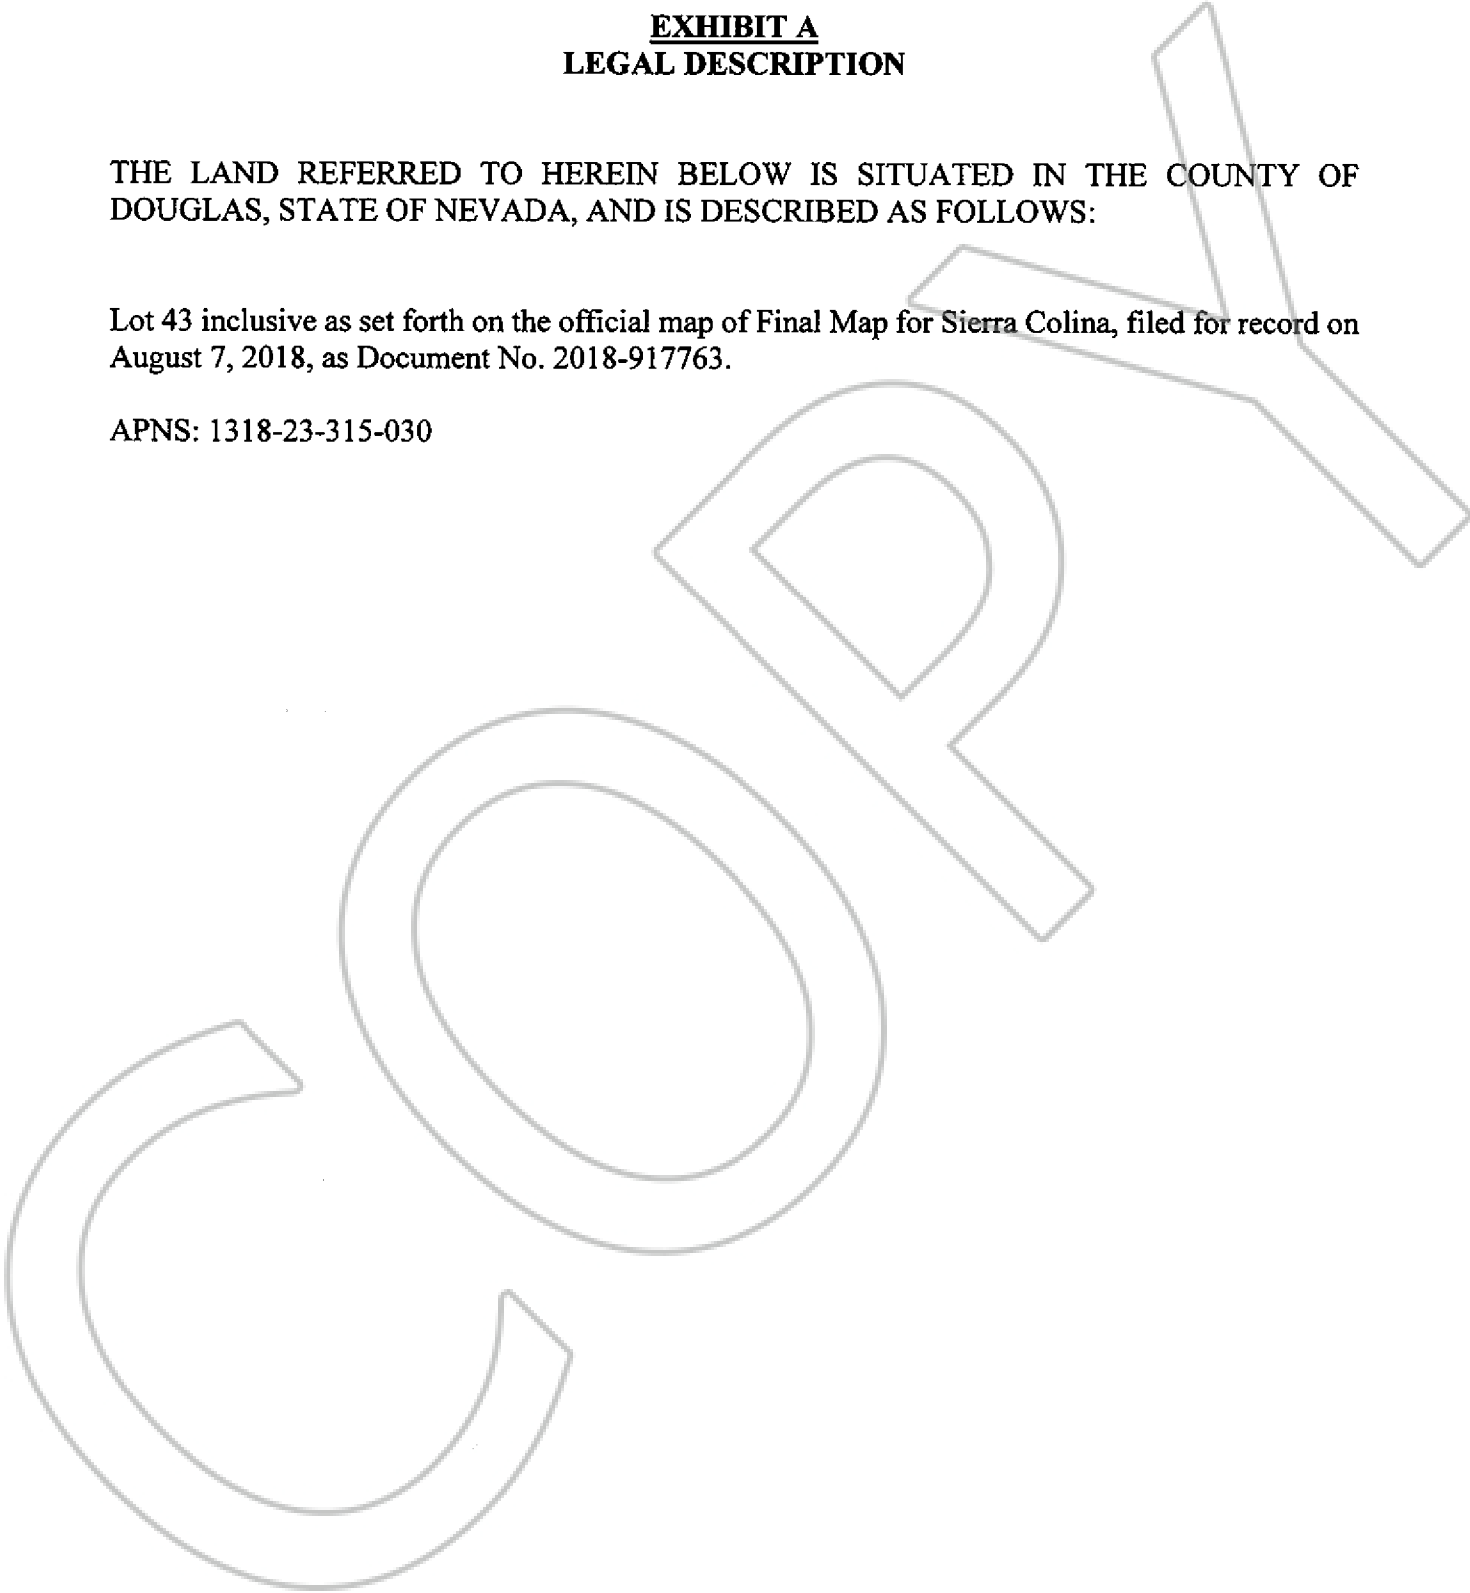 EXHIBIT A
LEGAL DESCRIPTION
THE LAND REFERRED TO HEREIN BELOW IS SITUATED IN THE COUNTY OF
DOUGLAS, STATE OF NEVADA, AND IS DESCRIBED AS FOLLOWS:
Lot 43 inclusive as set forth on the official map of Final Map for Sierra Colina, filed for record on
August 7, 2018, as Document No. 2018-917763.
APNS: 1318-23-315-030
COPY